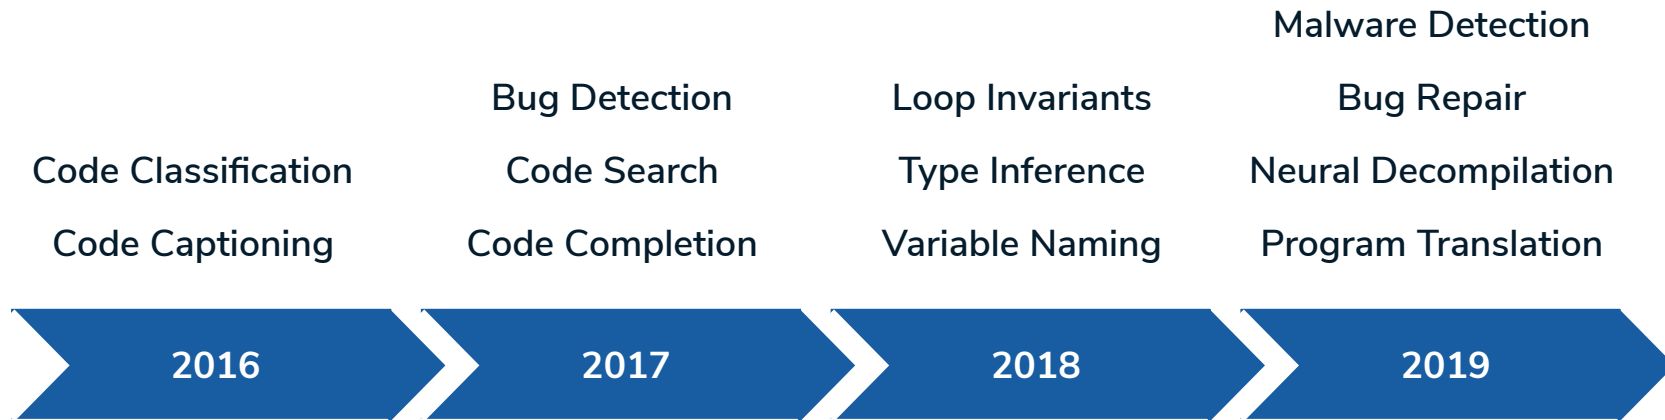 Code Classification
Code Captioning
2016
Bug Detection
Code Search
Code Completion
2017
Loop Invariants
Type Inference
Variable Naming
2018
Malware Detection
Bug Repair
Neural Decompilation
Program Translation
2019